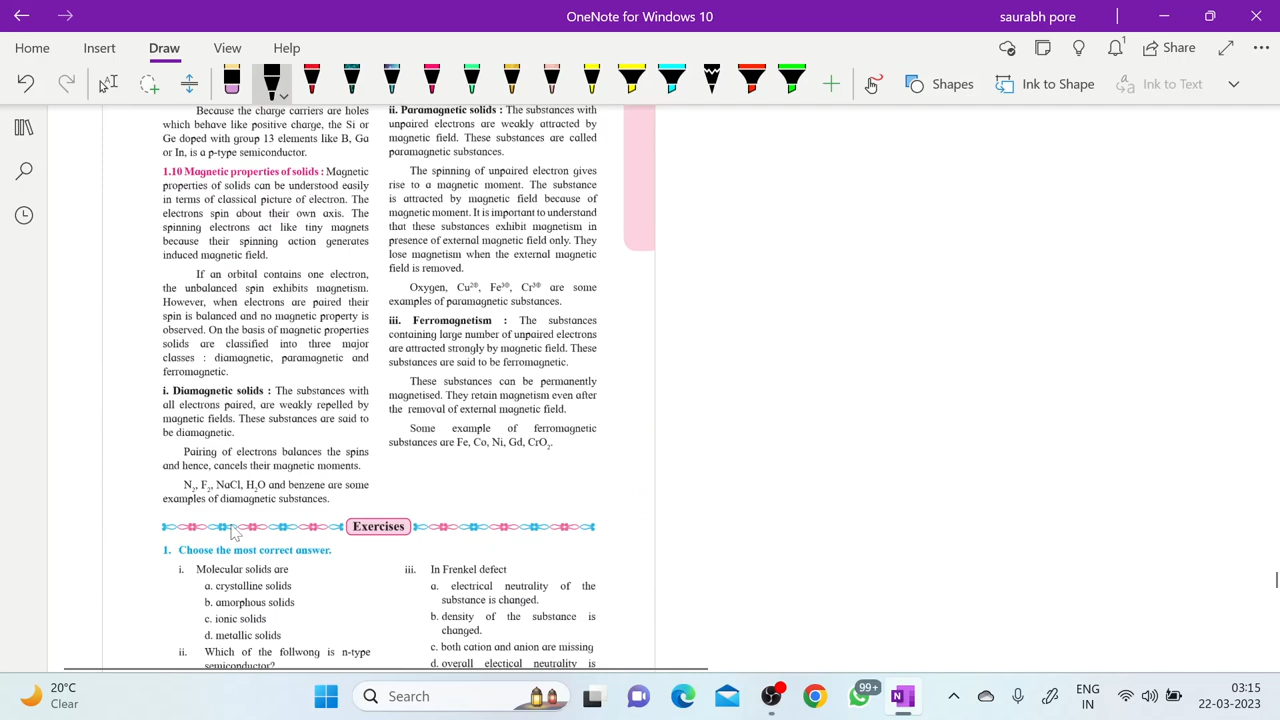 OneNote for Windows 10
saurabh pore
Home
Insert
Draw
View
Help
Share
Shapes
Ink to Shape
Ink to Text
Because the charge carriers are holes
which behave like positive charge, the Si or
Ge doped with group 13 elements like B, Ga
or In, is a p-type semiconductor.
1.10 Magnetic properties of solids : Magnetic
properties of solids can be understood easily
in terms of classical picture of electron. The
electrons spin about their own axis. The
spinning electrons act like tiny magnets
because their spinning action generates
induced magnetic field.
If an orbital contains one electron,
the unbalanced spin exhibits magnetism.
However, when electrons are paired their
spin is balanced and no magnetic property is
observed. On the basis of magnetic properties
solids are classified into three major
classes : diamagnetic, paramagnetic and
ferromagnetic.
i. Diamagnetic solids : The substances with
all electrons paired, are weakly repelled by
magnetic fields. These substances are said to
be diamagnetic.
Pairing of electrons balances the spins
and hence, cancels their magnetic moments.
N₂, F₂, NaCl, H₂O and benzene are some
examples of diamagnetic substances.
ii. Paramagnetic solids : The substances with
unpaired electrons are weakly attracted by
magnetic field. These substances are called
paramagnetic substances.
The spinning of unpaired electron gives
rise to a magnetic moment. The substance
is attracted by magnetic field because of
magnetic moment. It is important to understand
that these substances exhibit magnetism in
presence of external magnetic field only. They
lose magnetism when the external magnetic
field is removed.
Oxygen, Cu²⊕, Fe³⊕, Cr³⊕ are some
examples of paramagnetic substances.
iii. Ferromagnetism : The substances
containing large number of unpaired electrons
are attracted strongly by magnetic field. These
substances are said to be ferromagnetic.
These substances can be permanently
magnetised. They retain magnetism even after
the removal of external magnetic field.
Some example of ferromagnetic
substances are Fe, Co, Ni, Gd, CrO₂.
Exercises
1. Choose the most correct answer.
i. Molecular solids are
a. crystalline solids
b. amorphous solids
c. ionic solids
d. metallic solids
ii. Which of the follwong is n-type
semiconductor?
iii. In Frenkel defect
a. electrical neutrality of the
substance is changed.
b. density of the substance is
changed.
c. both cation and anion are missing
d. overall electical neutrality is
20°C
Clear
Search
99+
ENG
IN
03:15
22-03-2023